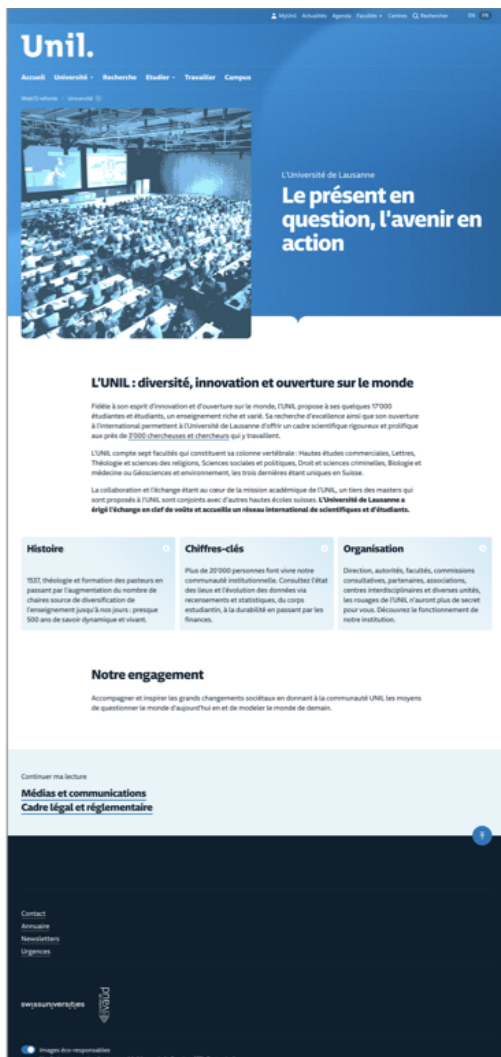 MyUnil Actualités Agenda Facultés Centres Rechercher EN FR
Unil.
Accueil Université Recherche Etudier Travailler Campus
Université
L'Université de Lausanne
Le présent en
question, l'avenir en
action
L'UNIL : diversité, innovation et ouverture sur le monde
Fidèle à son esprit d'innovation et d'ouverture sur le monde, l'UNIL propose à ses quelques 17'000
étudiantes et étudiants, un enseignement riche et varié. Sa recherche d'excellence ainsi que son ouverture
à l'international permettent à l'Université de Lausanne d'offrir un cadre scientifique rigoureux et prolifique
aux près de 3'000 chercheuses et chercheurs qui y travaillent.
L'UNIL compte sept facultés qui constituent sa colonne vertébrale : Hautes études commerciales, Lettres,
Théologie et sciences des religions, Sciences sociales et politiques, Droit et sciences criminelles, Biologie et
médecine ou Géosciences et environnement, les trois dernières étant uniques en Suisse.
La collaboration et l'échange étant au cœur de la mission académique de l'UNIL, un tiers des masters qui
sont proposés à l'UNIL sont conjoints avec d'autres hautes écoles suisses. L'Université de Lausanne a
érigé l'échange en clef de voûte et accueille un réseau international de scientifiques et d'étudiants.
Histoire
1537, théologie et formation des pasteurs en
passant par l'augmentation du nombre de
chaires source de diversification de
l'enseignement jusqu'à nos jours : presque
500 ans de savoir dynamique et vivant.
Chiffres-clés
Plus de 20'000 personnes font vivre notre
communauté institutionnelle. Consultez l'état
des lieux et l'évolution des données via
recensements et statistiques, du corps
estudiantin, à la durabilité en passant par les
finances.
Organisation
Direction, autorités, facultés, commissions
consultatives, partenaires, associations,
centres interdisciplinaires et diverses unités,
les rouages de l'UNIL n'auront plus de secret
pour vous. Découvrez le fonctionnement de
notre institution.
Notre engagement
Accompagner et inspirer les grands changements sociétaux en donnant à la communauté UNIL les moyens
de questionner le monde d'aujourd'hui en et de modeler le monde de demain.
Continuer ma lecture
Médias et communications
Cadre légal et réglementaire
Contact
Annuaire
Newsletters
Urgences
swissuniversities
Images éco-responsables